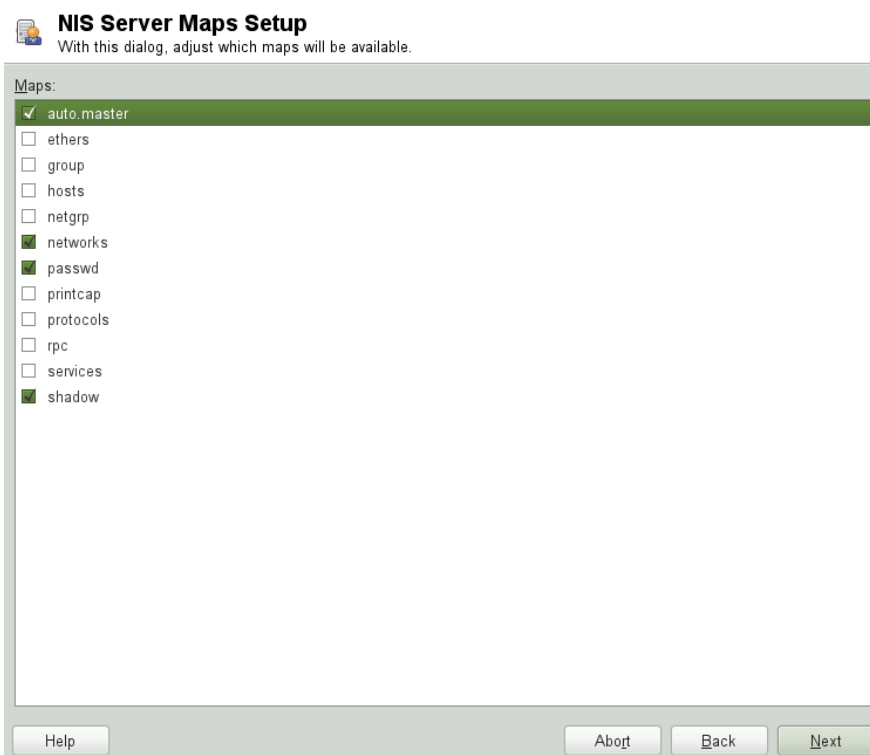 NIS Server Maps Setup
With this dialog, adjust which maps will be available.
Maps:
auto.master
ethers
group
hosts
netgrp
networks
passwd
printcap
protocols
rpc
services
shadow
Help
Abort
Back
Next